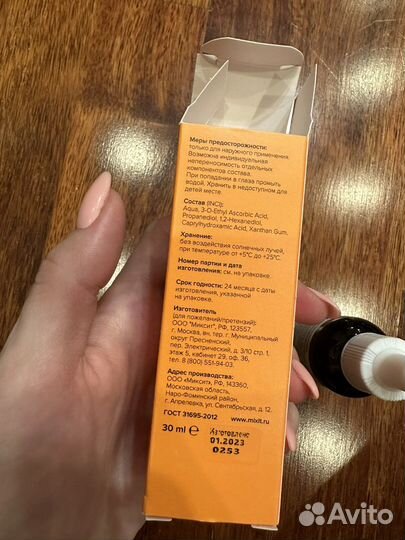 Меры предосторожности:
только для наружного применения.
Возможна индивидуальная
непереносимость отдельных
компонентов состава.
При попадании в глаза промыть
водой. Хранить в недоступном для
детей месте.
Состав (INCI):
Aqua, 3-O-Ethyl Ascorbic Acid,
Propanediol, 1,2-Hexanediol,
Caprylhydroxamic Acid, Xanthan Gum.
Хранение:
без воздействия солнечных лучей,
при температуре от +5°C до +25°C.
Номер партии и дата
изготовления: см. на упаковке.
Срок годности: 24 месяца с даты
изготовления, указанной
на упаковке.
Изготовитель
(для пожеланий/претензий):
ООО "Миксит", РФ, 123557,
г. Москва, вн. тер. г. Муниципальный
округ Пресненский,
пер. Электрический, д. 3/10 стр. 1,
этаж 5, кабинет 29, оф. 36,
тел. 8 (800) 551-94-03.
Адрес производства:
ООО «Миксит», РФ, 143360,
Московская область,
Наро-Фоминский район,
г. Апрелевка, ул. Сентябрьская, д. 12.
ГОСТ 31695-2012 www.mixit.ru
30 ml ℮ Изготовлено
01.2023
0253
Avito